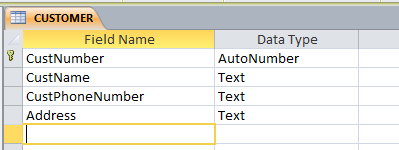 CUSTOMER
Field Name Data Type
CustNumber AutoNumber
CustName Text
CustPhoneNumber Text
Address Text